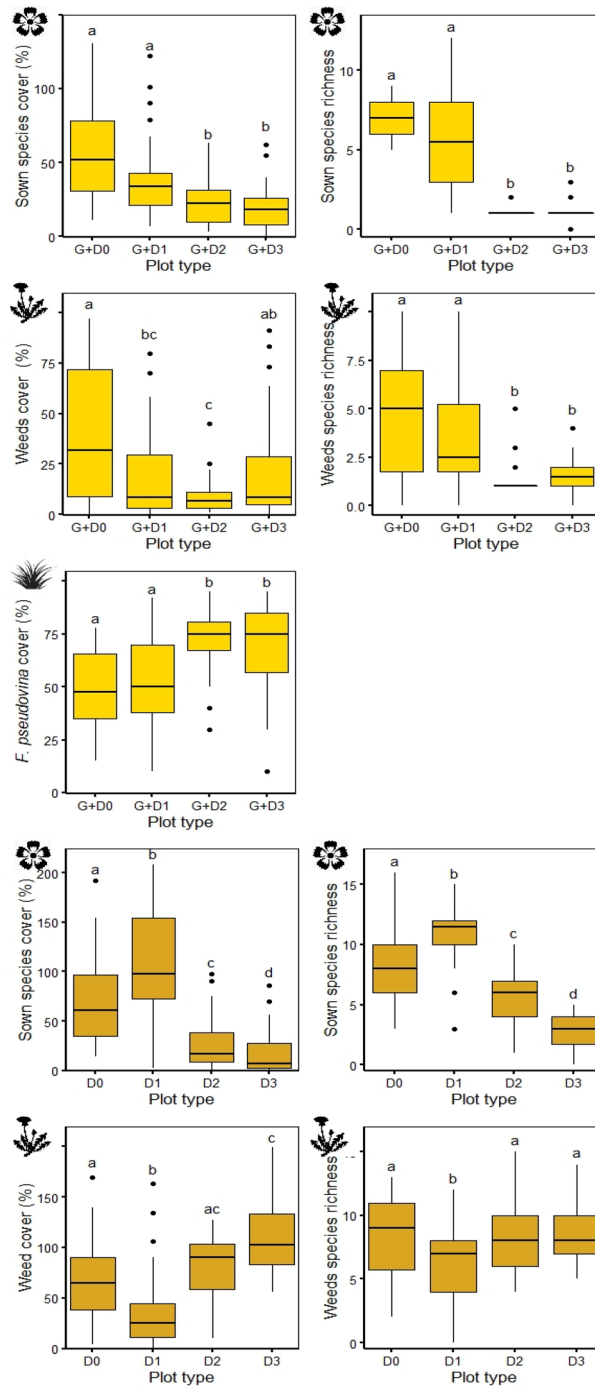 Sown species cover (%)
100
50
0
a
a
b
b
G+D0 G+D1 G+D2 G+D3
Plot type
Sown species richness
10
5
0
a
a
b
b
G+D0 G+D1 G+D2 G+D3
Plot type
Weeds cover (%)
75
50
25
0
a
bc
c
ab
G+D0 G+D1 G+D2 G+D3
Plot type
Weeds species richness
7.5
5.0
2.5
0.0
a
a
b
b
G+D0 G+D1 G+D2 G+D3
Plot type
F. pseudovina cover (%)
75
50
25
0
a
a
b
b
G+D0 G+D1 G+D2 G+D3
Plot type
Sown species cover (%)
200
150
100
50
0
a
b
c
d
D0 D1 D2 D3
Plot type
Sown species richness
15
10
5
0
a
b
c
d
D0 D1 D2 D3
Plot type
Weed cover (%)
150
100
50
0
a
b
ac
c
D0 D1 D2 D3
Plot type
Weeds species richness
10
5
0
a
b
a
a
D0 D1 D2 D3
Plot type